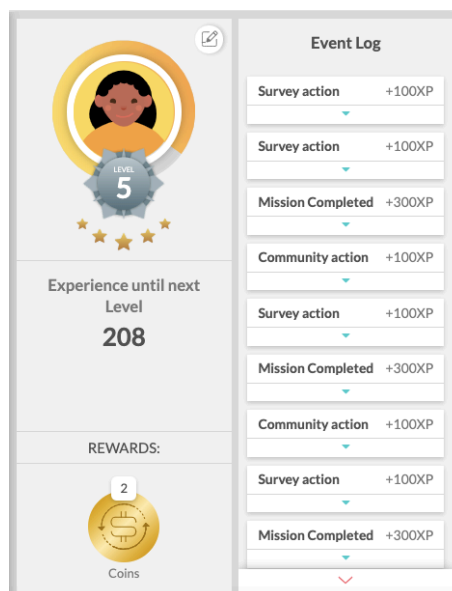 LEVEL
5
Experience until next
Level
208
REWARDS:
2
Coins
Event Log
Survey action +100XP
Survey action +100XP
Mission Completed +300XP
Community action +100XP
Survey action +100XP
Mission Completed +300XP
Community action +100XP
Survey action +100XP
Mission Completed +300XP